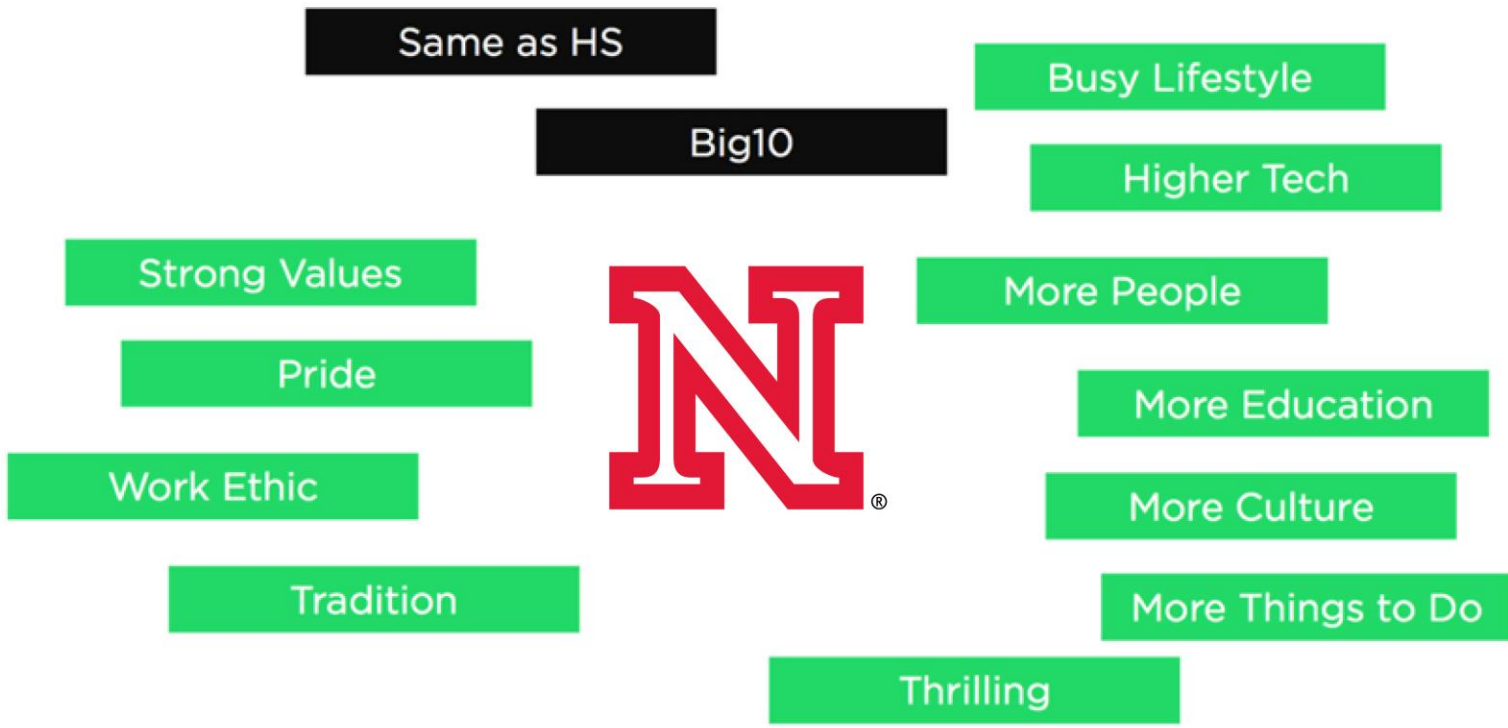 Same as HS
Busy Lifestyle
Big10
Higher Tech
Strong Values
More People
Pride
More Education
Work Ethic
N®
More Culture
Tradition
More Things to Do
Thrilling